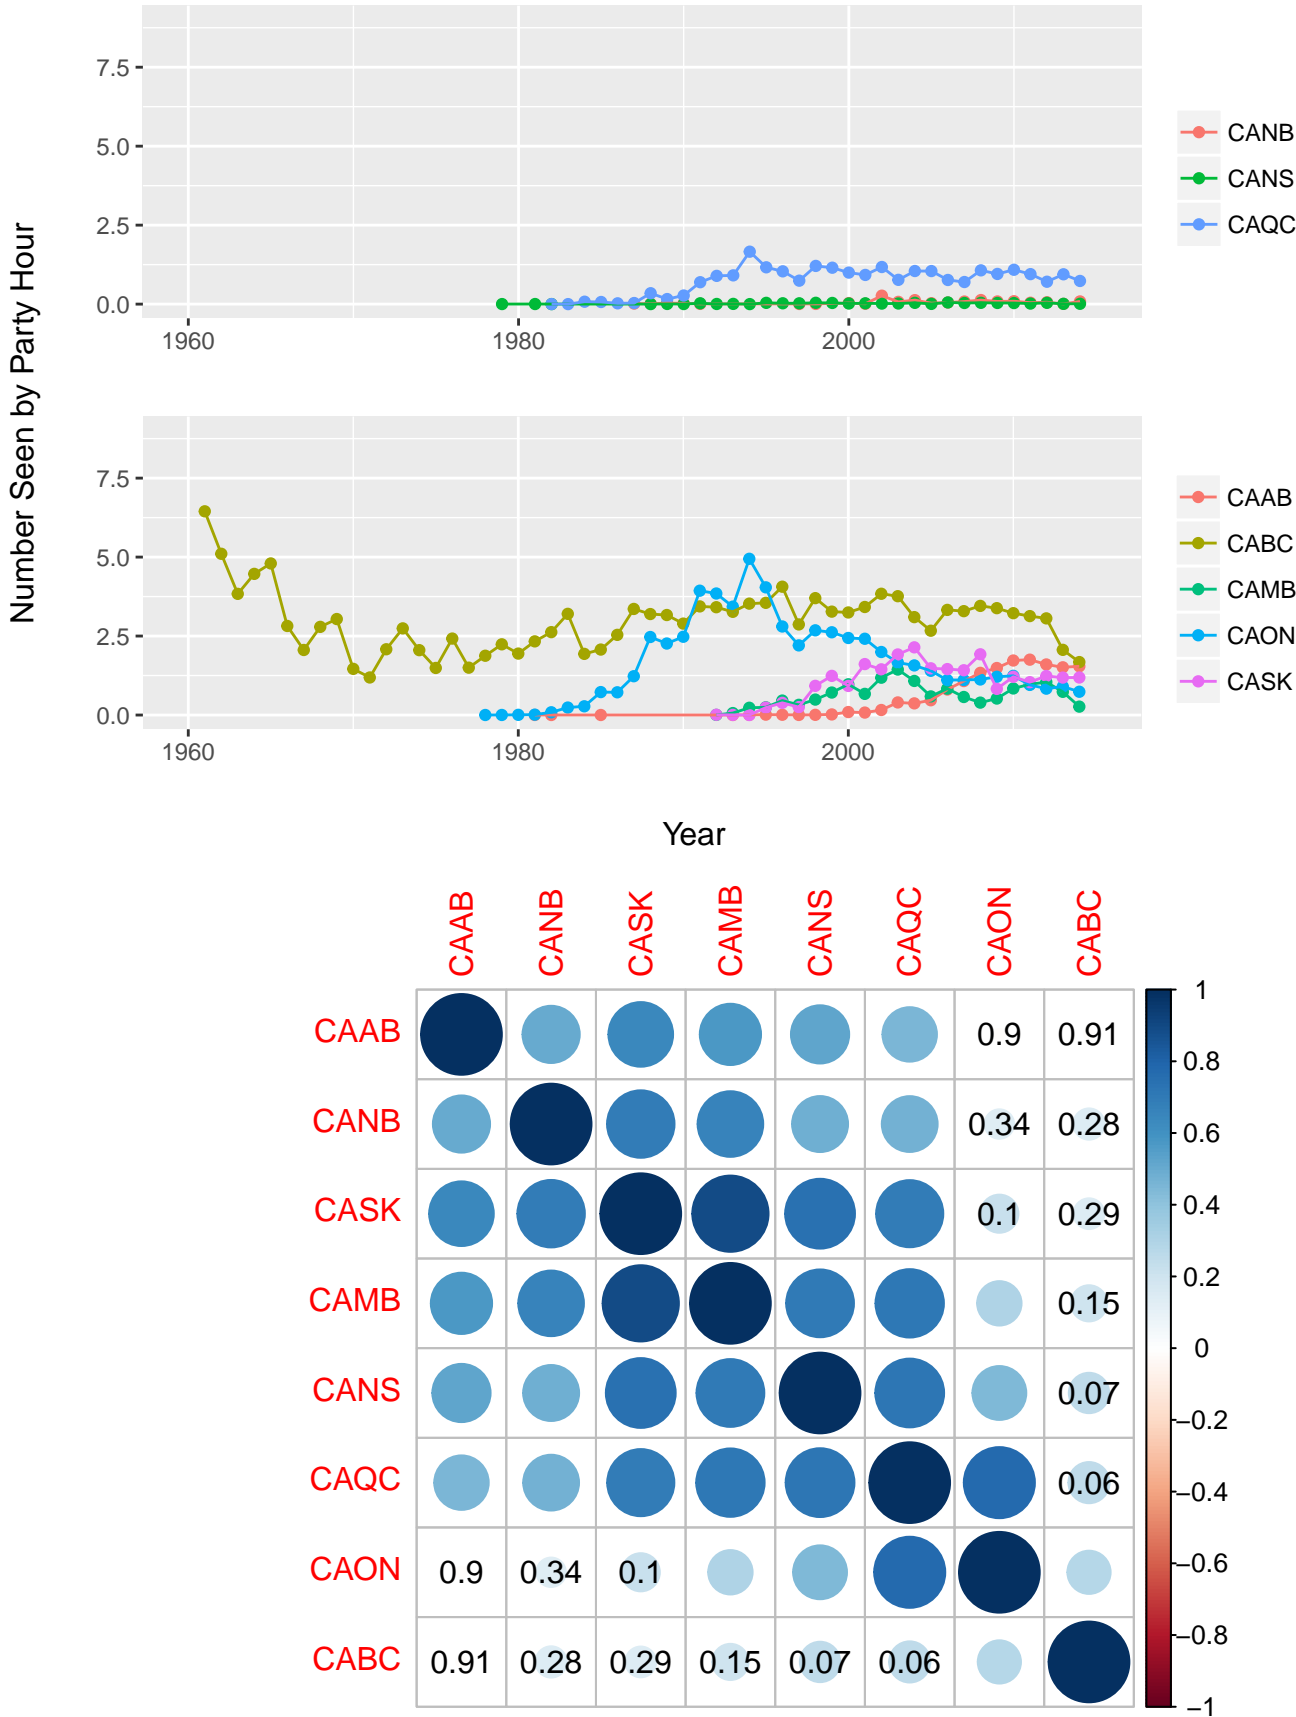 Number Seen by Party Hour
7.5
5.0
2.5
0.0
1960 1980 2000
CANB
CANS
CAQC
7.5
5.0
2.5
0.0
1960 1980 2000
CAAB
CABC
CAMB
CAON
CASK
Year
CAAB CANB CASK CAMB CANS CAQC CAON CABC
CAAB 0.9 0.91
CANB 0.34 0.28
CASK 0.1 0.29
CAMB 0.15
CANS 0.07
CAQC 0.06
CAON 0.9 0.34 0.1
CABC 0.91 0.28 0.29 0.15 0.07 0.06
1
0.8
0.6
0.4
0.2
0
−0.2
−0.4
−0.6
−0.8
−1